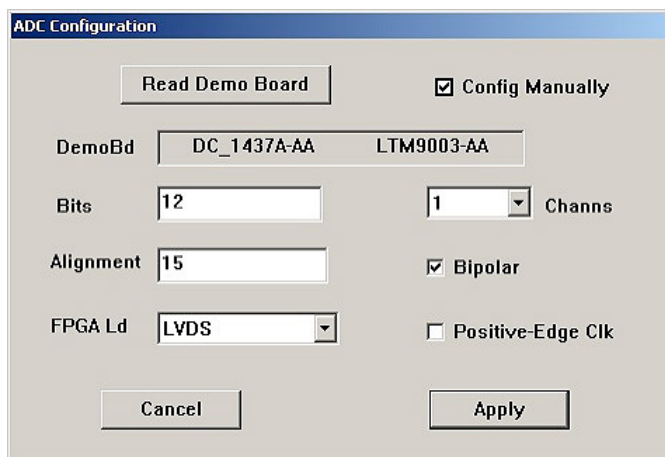 ADC Configuration
Read Demo Board
Config Manually
DemoBd DC_1437A-AA LTM9003-AA
Bits 12 1 Channs
Alignment 15 Bipolar
FPGA Ld LVDS Positive-Edge Clk
Cancel Apply